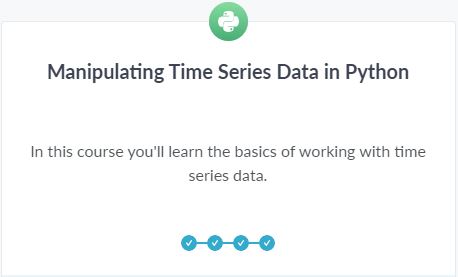 Manipulating Time Series Data in Python
In this course you'll learn the basics of working with time
series data.